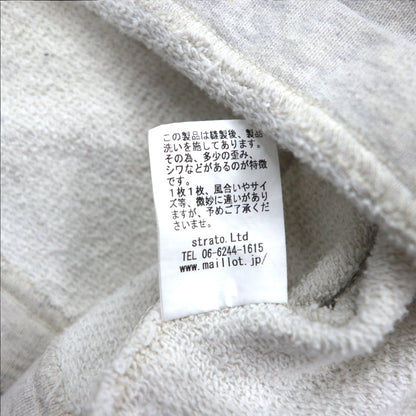 この製品は縫製後、製品
洗いを施してあります。
その為、多少の歪み、
シワなどがあるのが特徴
です。
1枚1枚、風合いやサイ
ズ等、微妙に違いがあり
ますが、予めご了承くだ
さいませ。
strato.Ltd
TEL 06-6244-1615
www.maillot.jp/